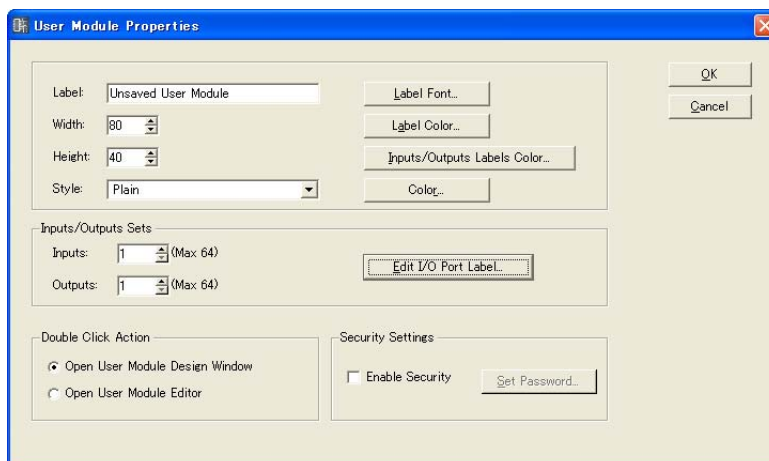 User Module Properties
Label: Unsaved User Module Label Font... OK
Width: 80 Label Color... Cancel
Height: 40 Inputs/Outputs Labels Color...
Style: Plain Color...
Inputs/Outputs Sets
Inputs: 1 (Max 64)
Edit I/O Port Label...
Outputs: 1 (Max 64)
Double Click Action Security Settings
Open User Module Design Window
Enable Security Set Password...
Open User Module Editor